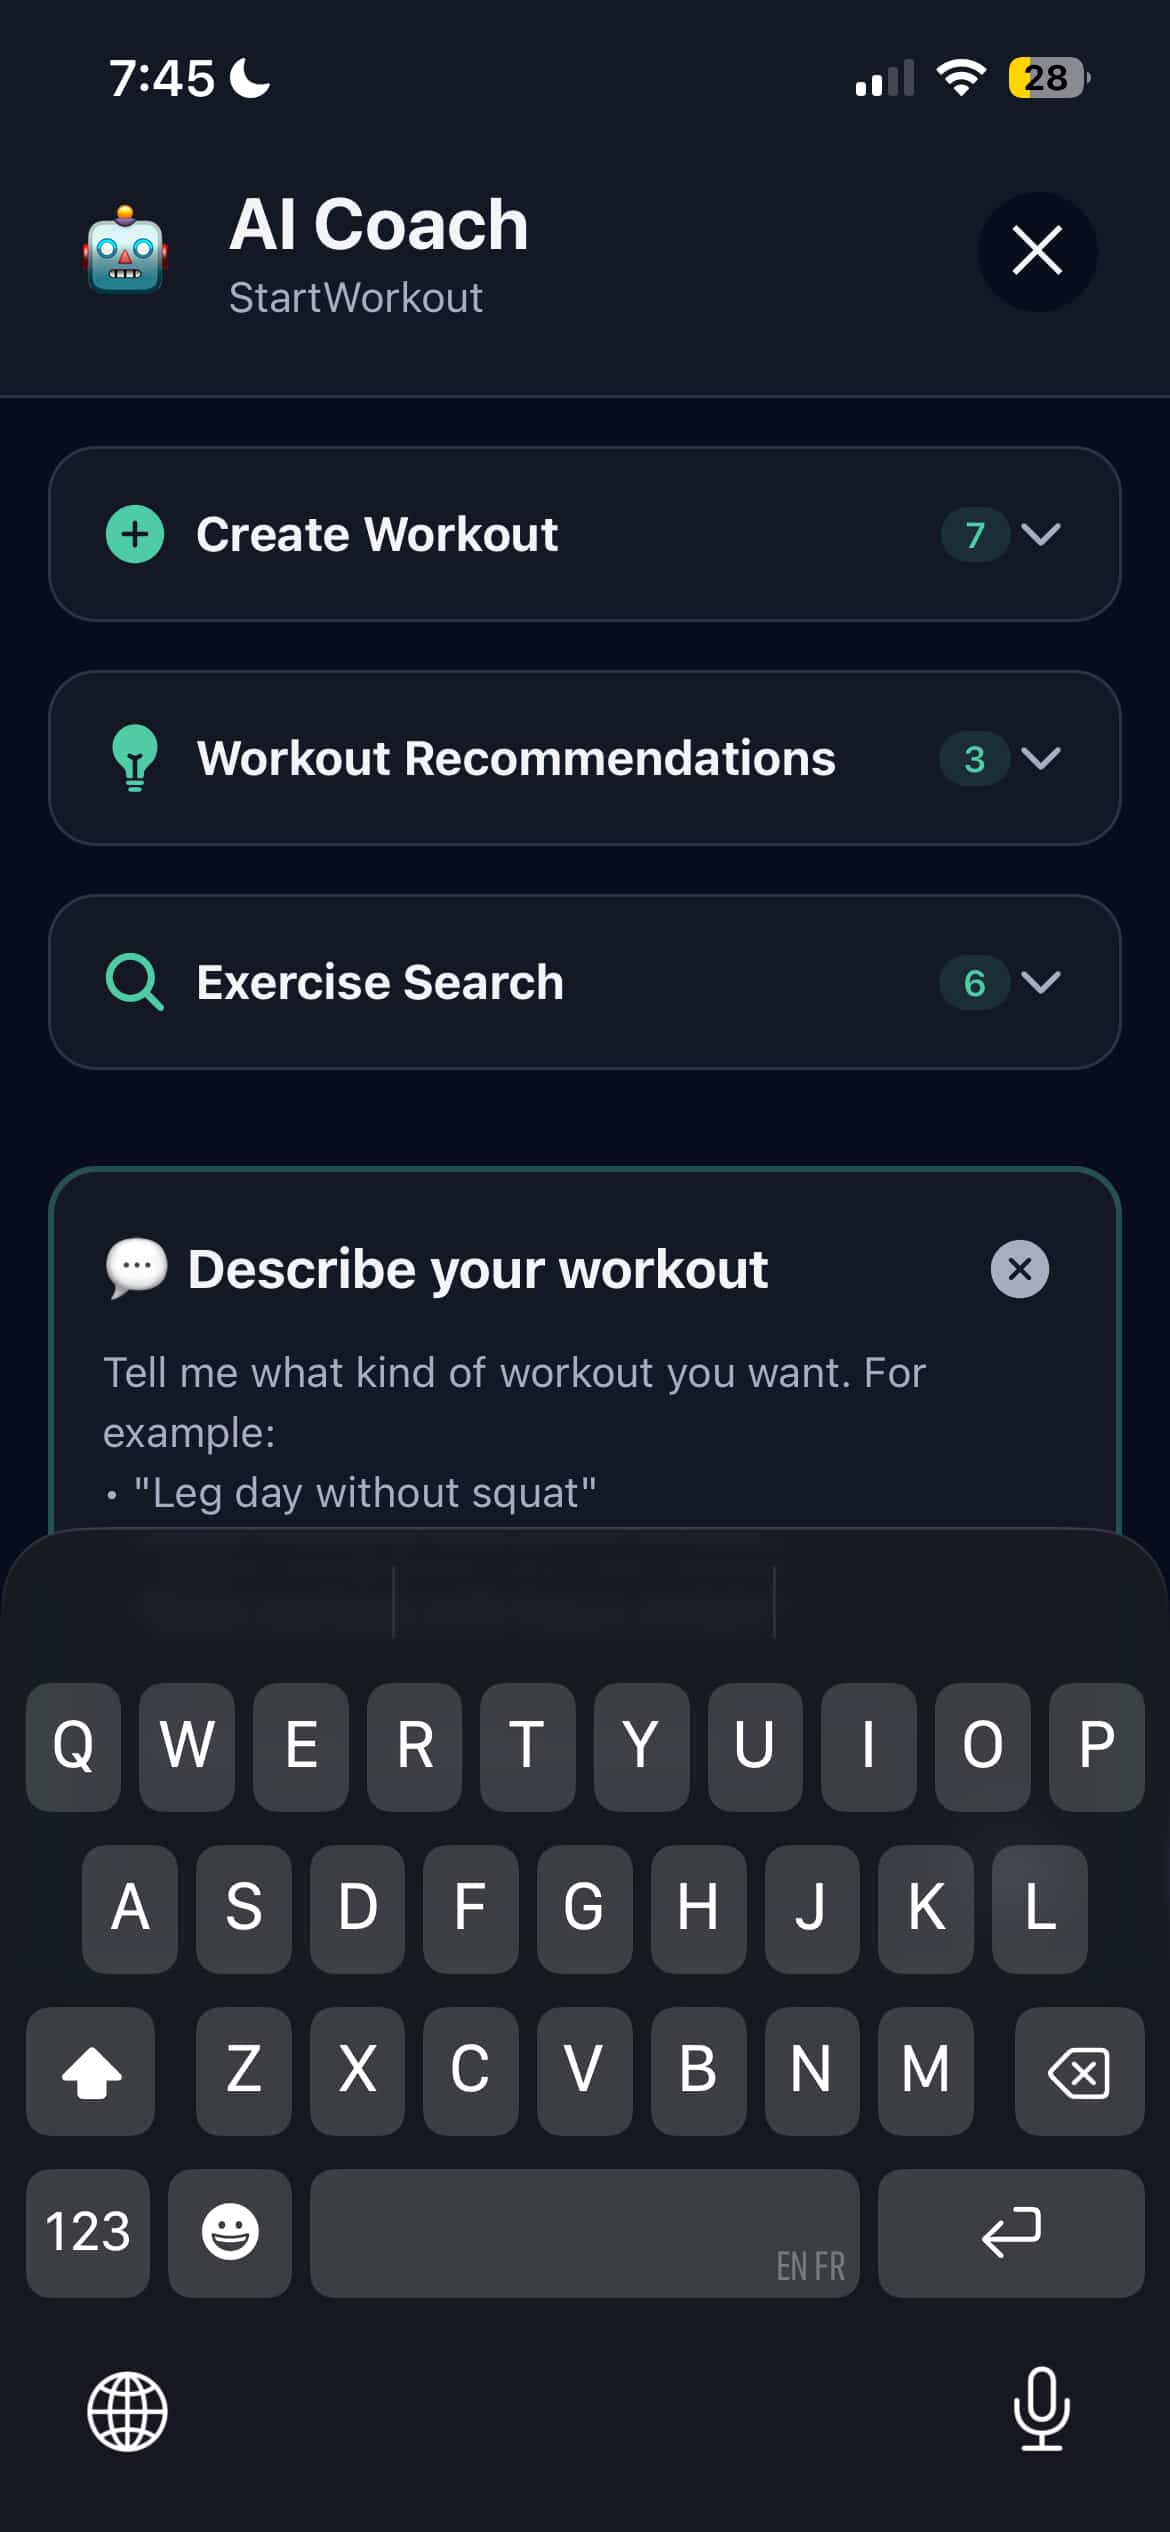 7:45
28
AI Coach
StartWorkout
Create Workout
7
Workout Recommendations
3
Exercise Search
6
Describe your workout
Tell me what kind of workout you want. For
example:
• "Leg day without squat"
Q W E R T Y U I O P
A S D F G H J K L
Z X C V B N M
123
EN FR